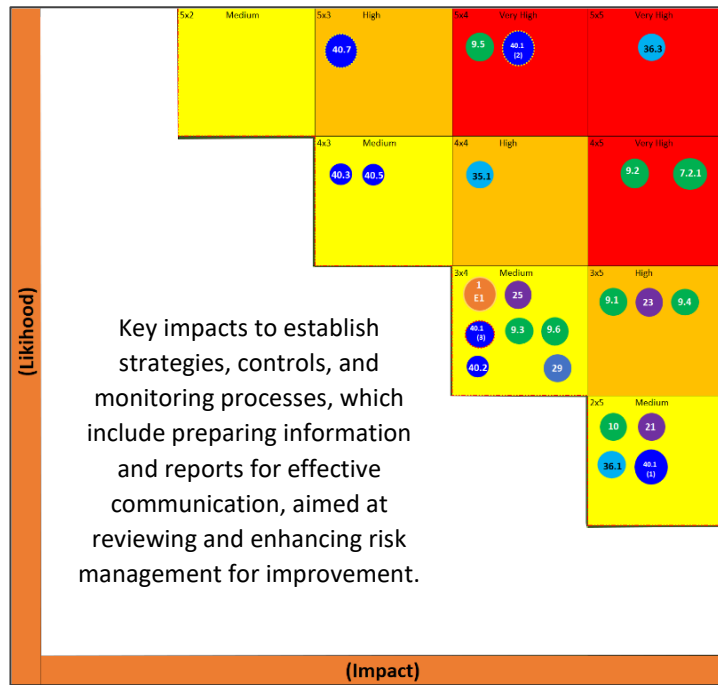 5x2 Medium
5x3 High
5x4 Very High
5x5 Very High
40.7
9.5
40.1
(2)
36.3
4x3 Medium
4x4 High
4x5 Very High
40.3
40.5
35.1
9.2
7.2.1
3x4 Medium
3x5 High
1
E1
25
9.1
23
9.4
40.1
(3)
9.3
9.6
40.2
29
2x5 Medium
10
21
36.1
40.1
(1)
(Likihood)
Key impacts to establish
strategies, controls, and
monitoring processes, which
include preparing information
and reports for effective
communication, aimed at
reviewing and enhancing risk
management for improvement.
(Impact)